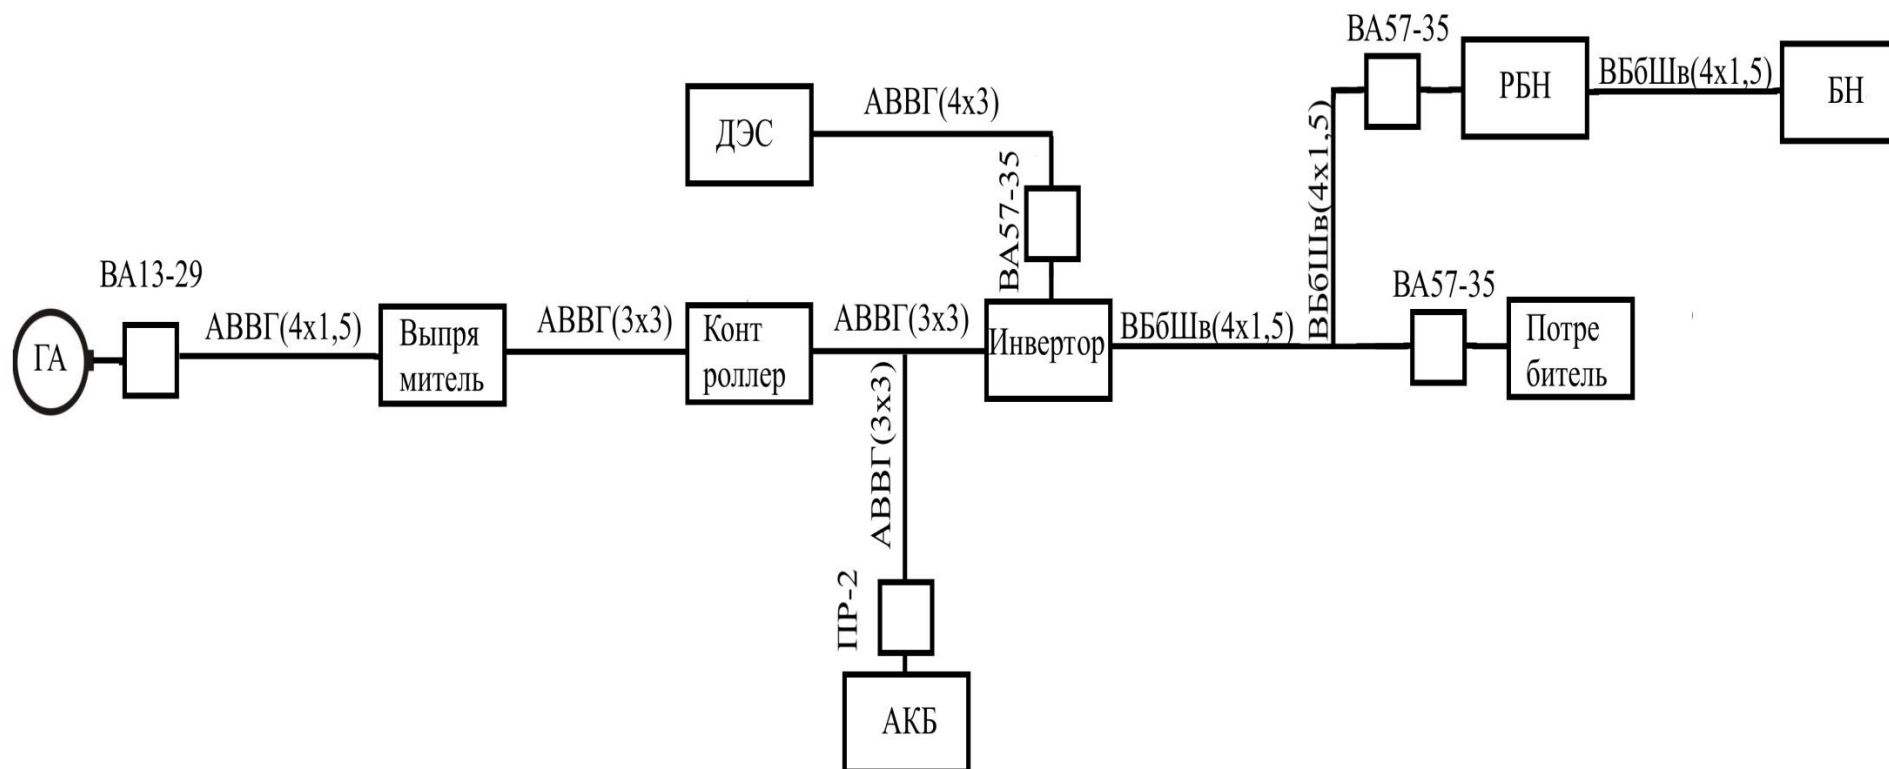 ВА57-35
РБН
ВБбШв(4х1,5)
БН
АВВГ(4х3)
ДЭС
ВА57-35
ВБбШв(4х1,5)
ВА13-29
ГА
АВВГ(4х1,5)
Выпря
митель
АВВГ(3х3)
Конт
роллер
АВВГ(3х3)
Инвертор
ВБбШв(4х1,5)
ВА57-35
Потре
битель
АВВГ(3х3)
ПР-2
АКБ